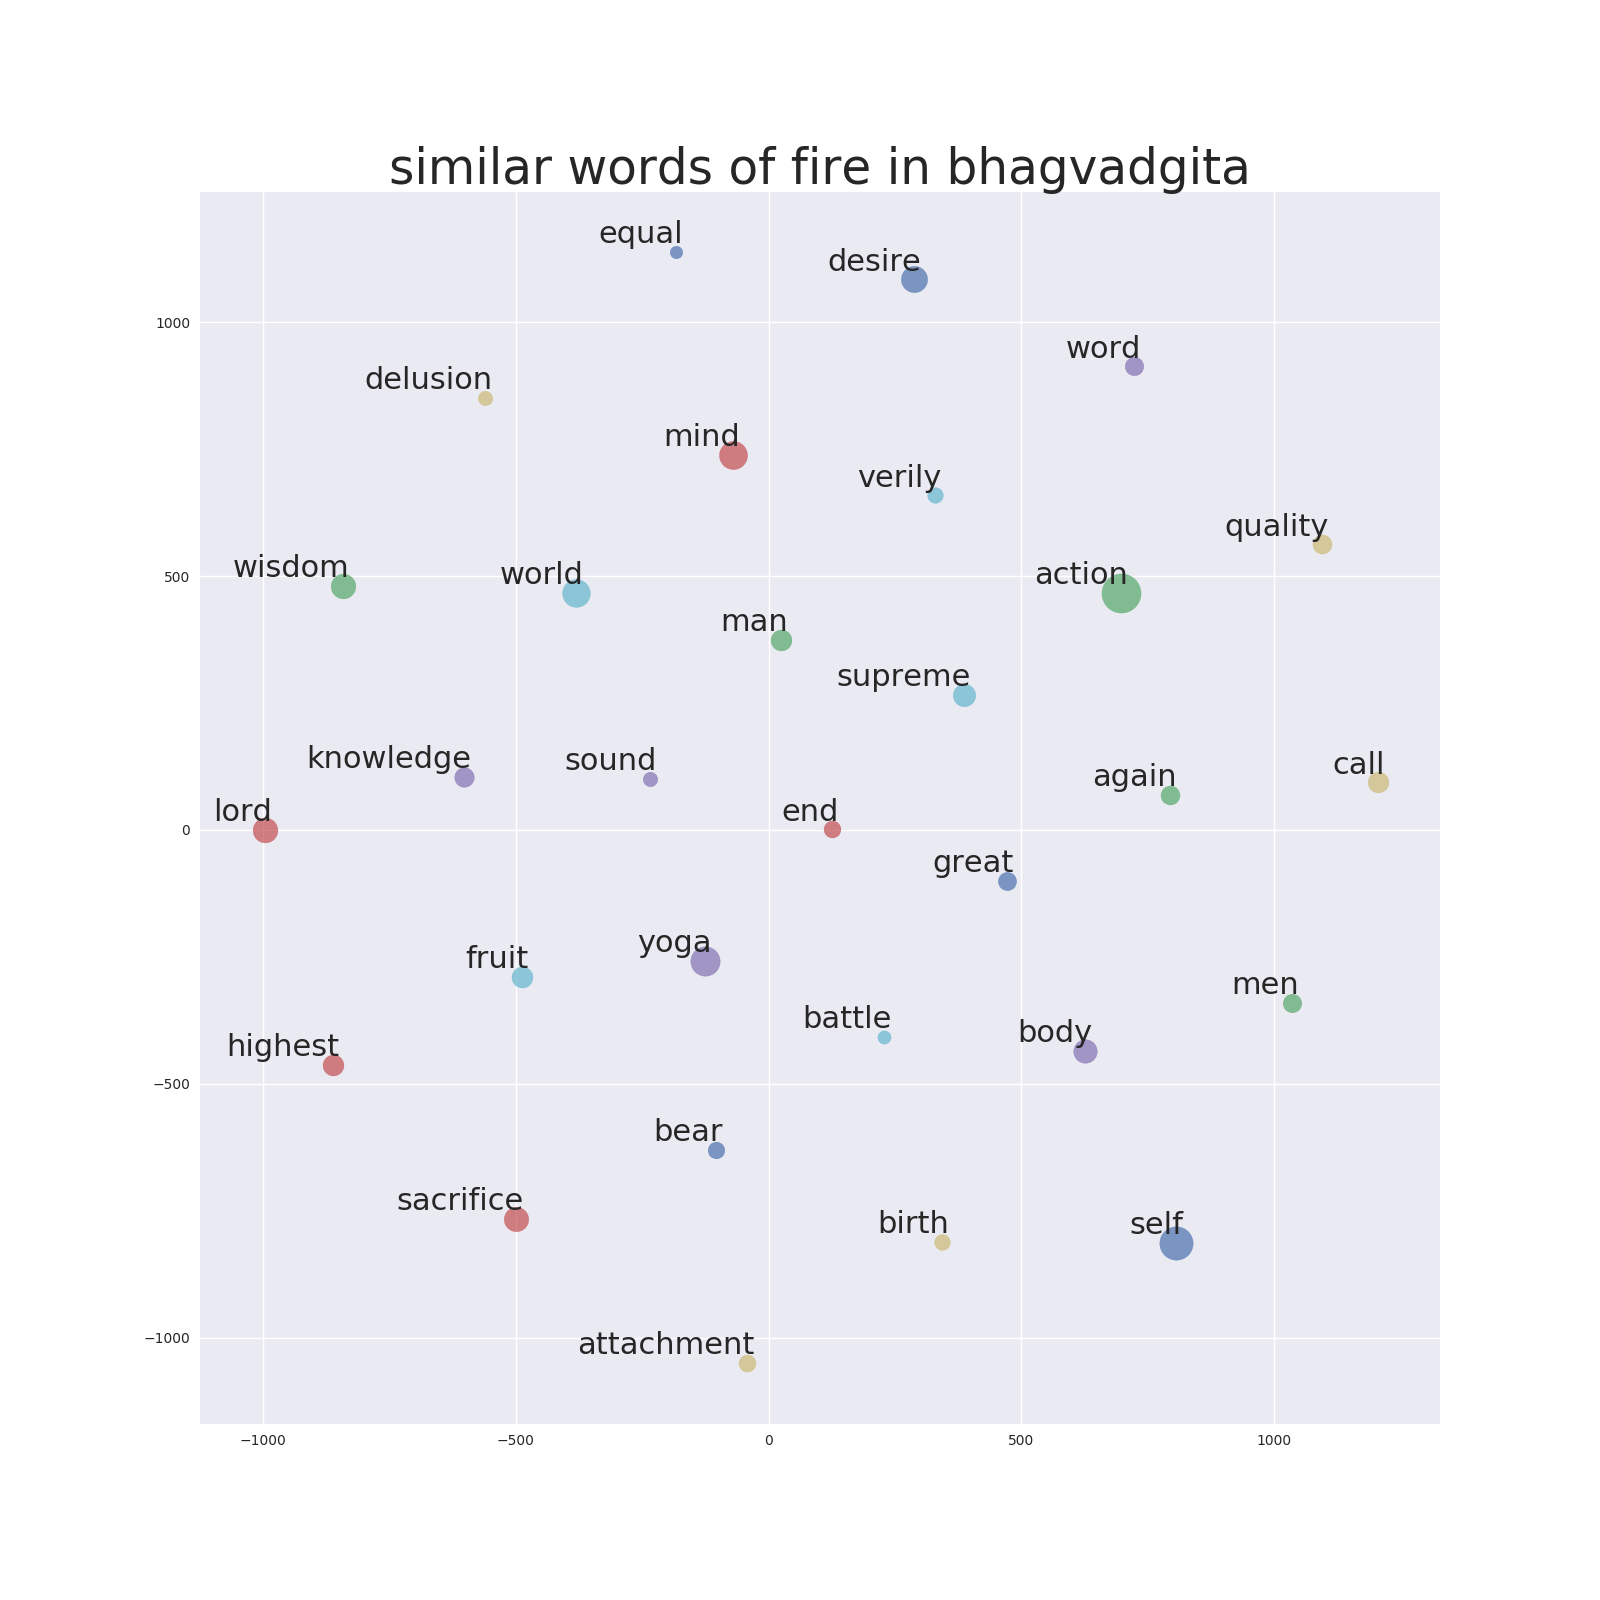 similar words of fire in bhagvadgita
equal
desire
1000
word
delusion
mind
verily
quality
wisdom
world
500
action
man
supreme
knowledge
sound
again
call
lord
end
0
great
yoga
fruit
men
battle
body
highest
−500
bear
sacrifice
birth
self
−1000
attachment
−1000 −500 0 500 1000